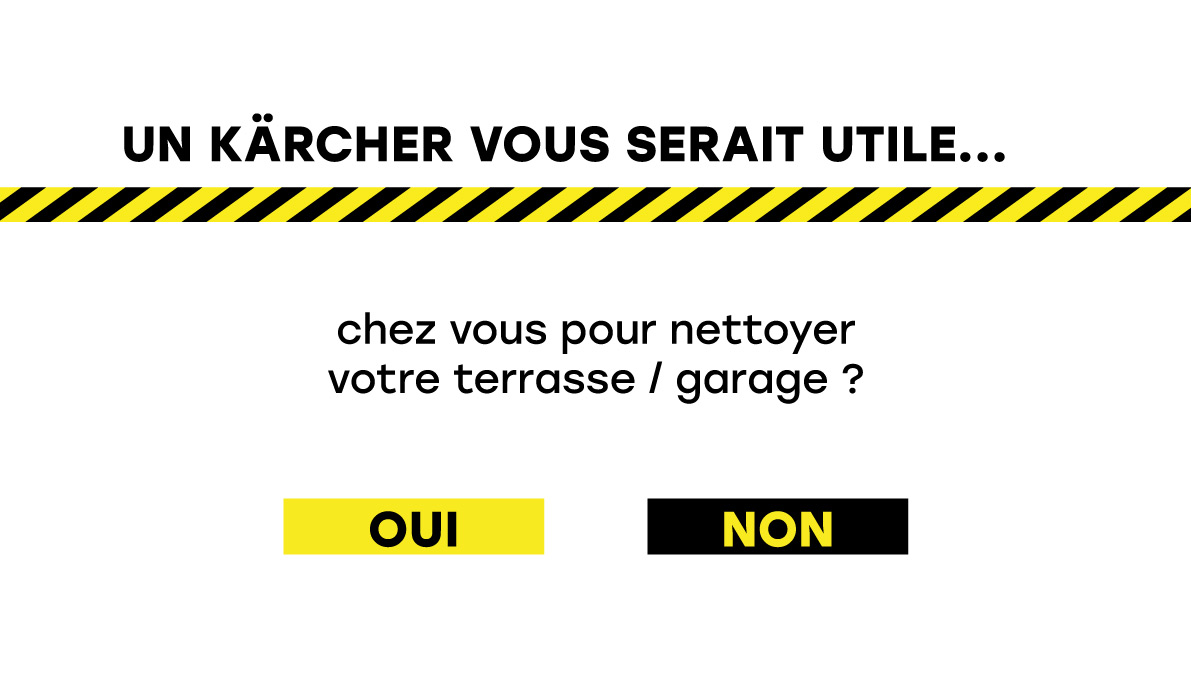 UN KÄRCHER VOUS SERAIT UTILE...
chez vous pour nettoyer
votre terrasse / garage ?
OUI
NON